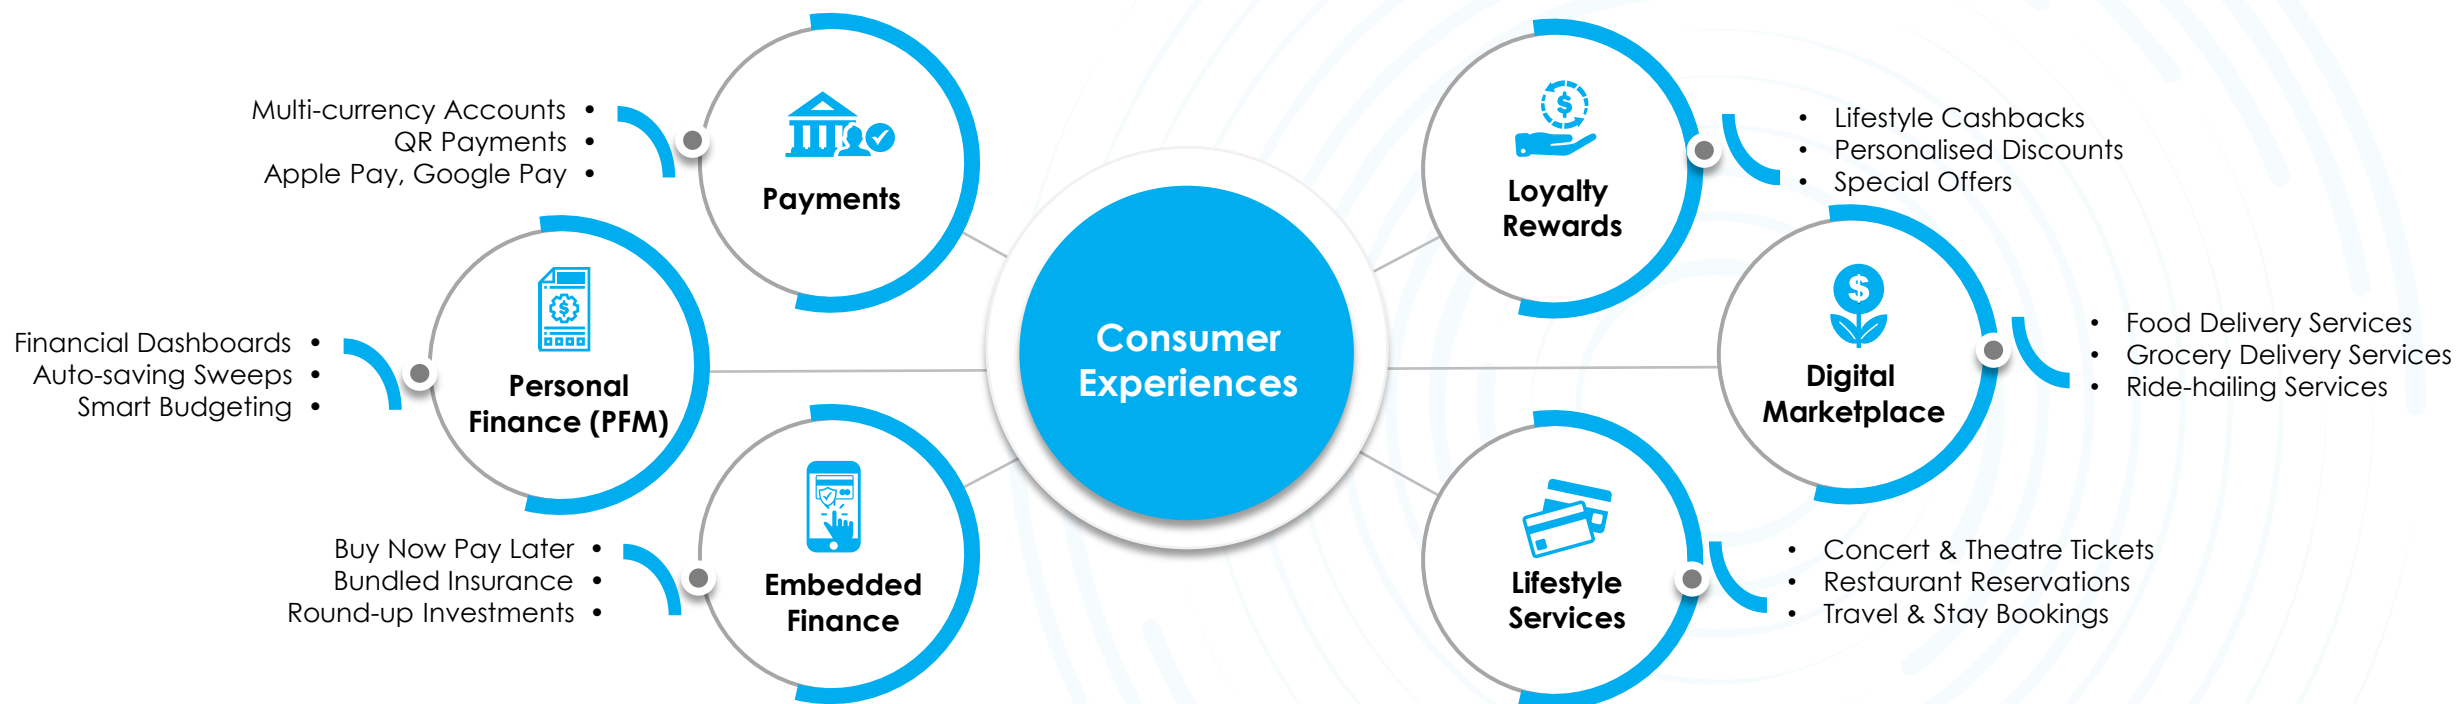 Multi-currency Accounts •
QR Payments •
Apple Pay, Google Pay •
Payments
Financial Dashboards •
Auto-saving Sweeps •
Smart Budgeting •
Personal
Finance (PFM)
Buy Now Pay Later •
Bundled Insurance •
Round-up Investments •
Embedded
Finance
Consumer
Experiences
Loyalty
Rewards
• Lifestyle Cashbacks
• Personalised Discounts
• Special Offers
Digital
Marketplace
• Food Delivery Services
• Grocery Delivery Services
• Ride-hailing Services
Lifestyle
Services
• Concert & Theatre Tickets
• Restaurant Reservations
• Travel & Stay Bookings